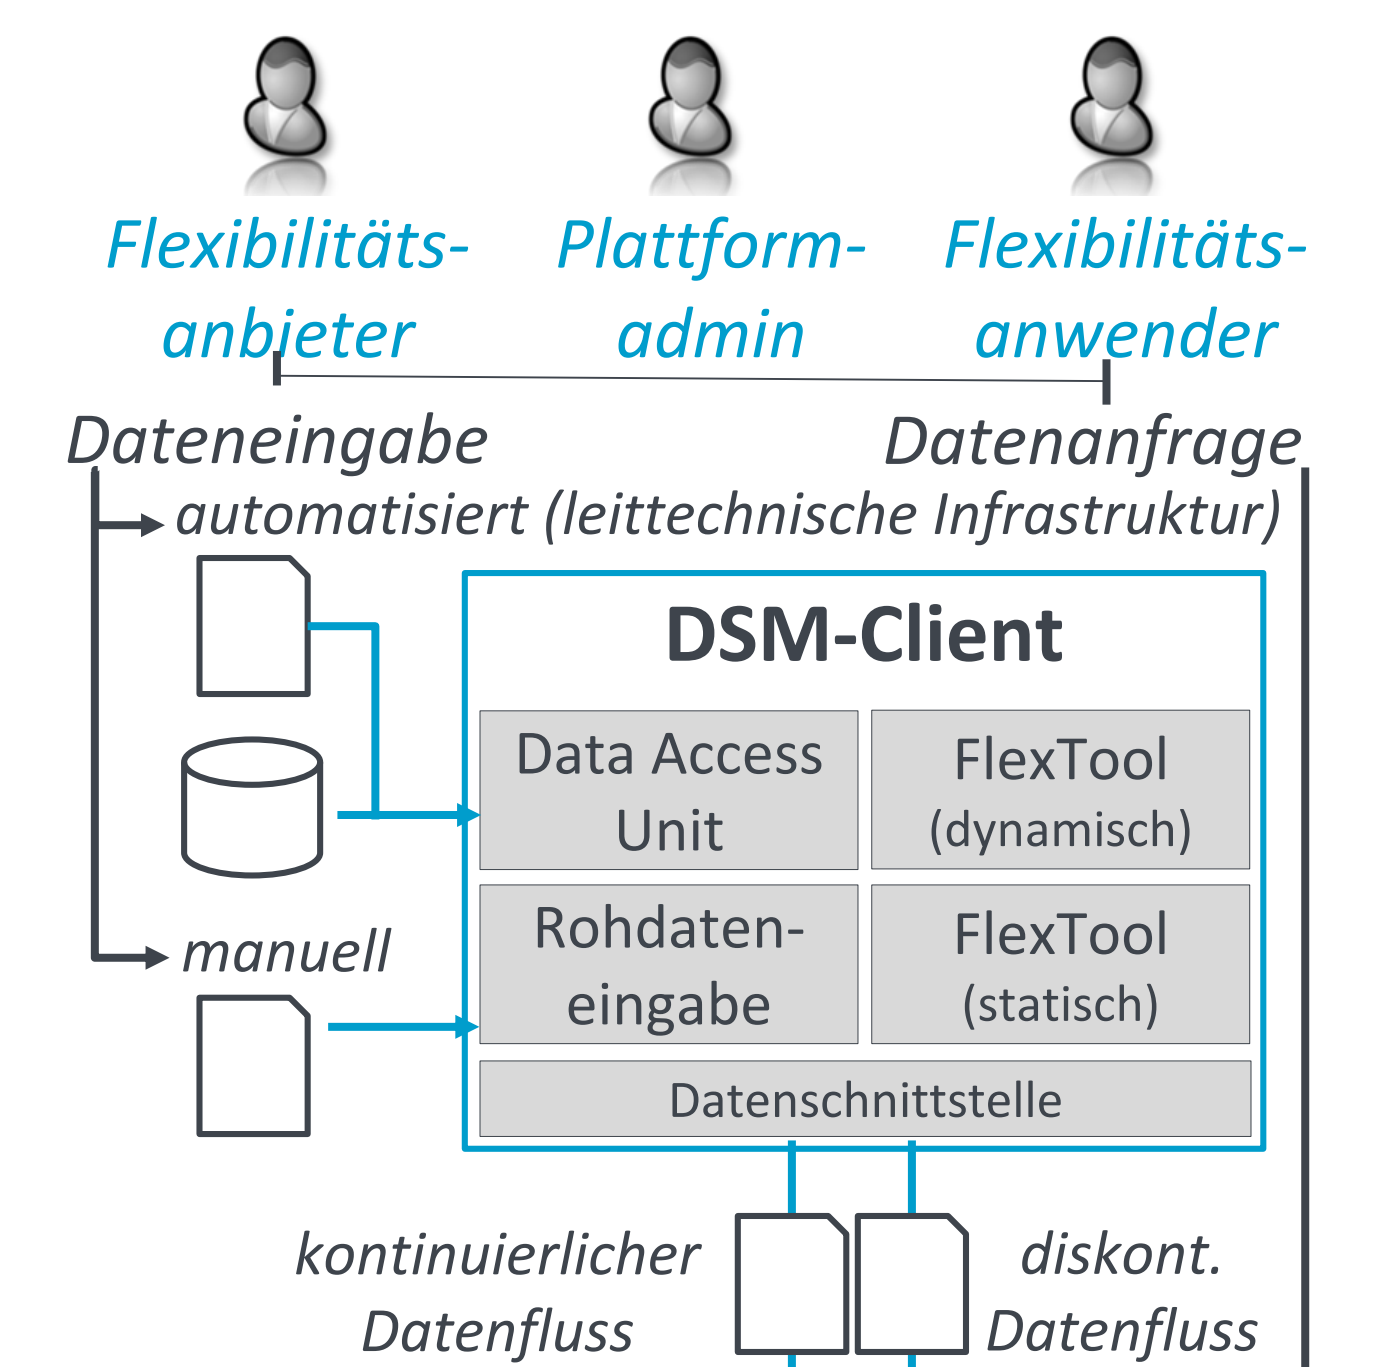 Flexibilitäts-
anbieter
Plattform-
admin
Flexibilitäts-
anwender
Dateneingabe
Datenanfrage
automatisiert (leittechnische Infrastruktur)
DSM-Client
Data Access
Unit
FlexTool
(dynamisch)
manuell
Rohdaten-
eingabe
FlexTool
(statisch)
Datenschnittstelle
kontinuierlicher
Datenfluss
diskont.
Datenfluss